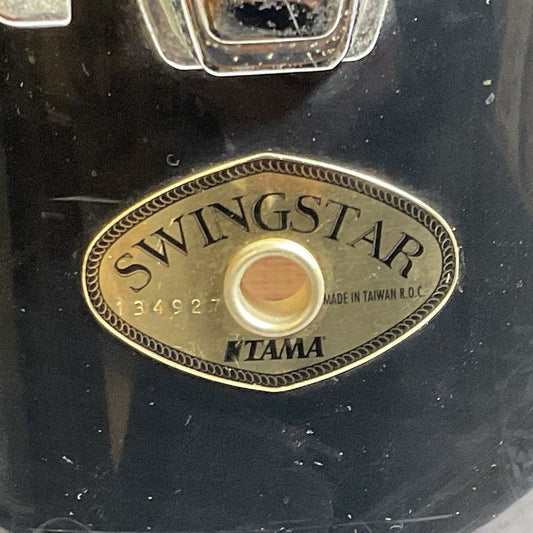 SWINGSTAR
134927
MADE IN TAIWAN R.O.C.
TAMA